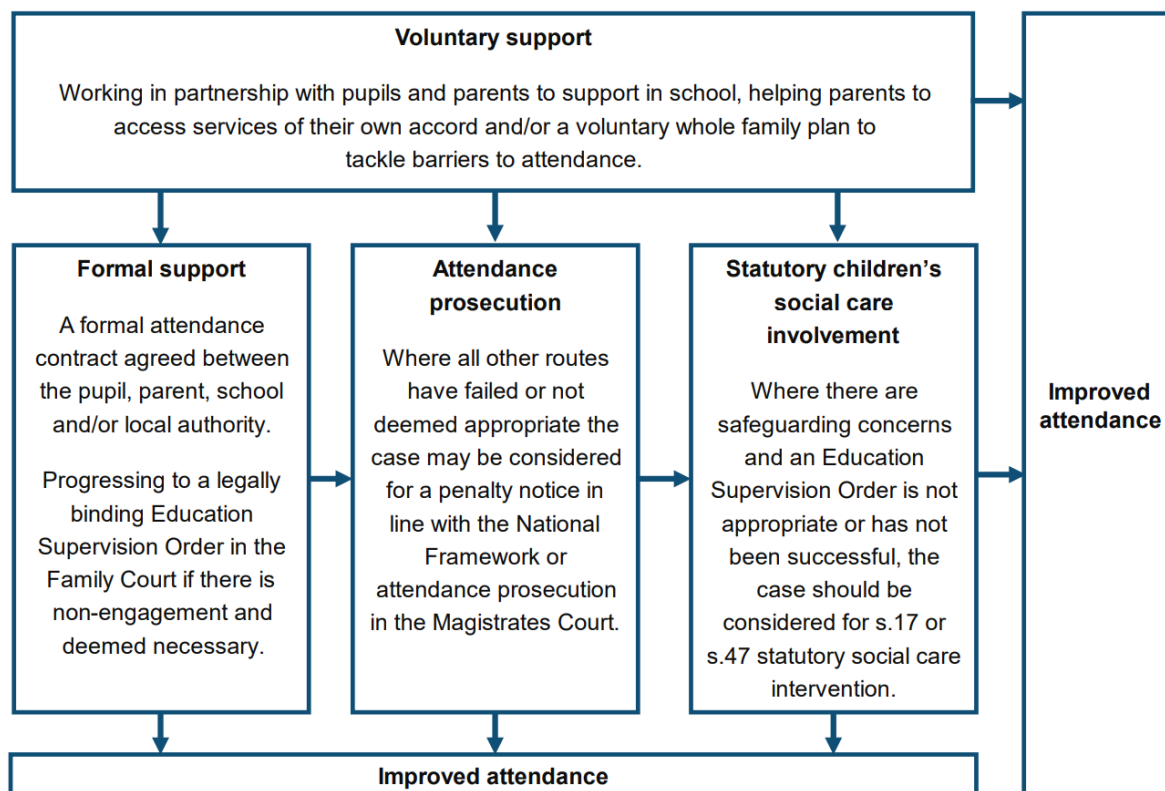 Voluntary support
Working in partnership with pupils and parents to support in school, helping parents to
access services of their own accord and/or a voluntary whole family plan to
tackle barriers to attendance.
Formal support
A formal attendance
contract agreed between
the pupil, parent, school
and/or local authority.
Progressing to a legally
binding Education
Supervision Order in the
Family Court if there is
non-engagement and
deemed necessary.
Attendance
prosecution
Where all other routes
have failed or not
deemed appropriate the
case may be considered
for a penalty notice in
line with the National
Framework or
attendance prosecution
in the Magistrates Court.
Statutory children’s
social care
involvement
Where there are
safeguarding concerns
and an Education
Supervision Order is not
appropriate or has not
been successful, the
case should be
considered for s.17 or
s.47 statutory social care
intervention.
Improved
attendance
Improved attendance